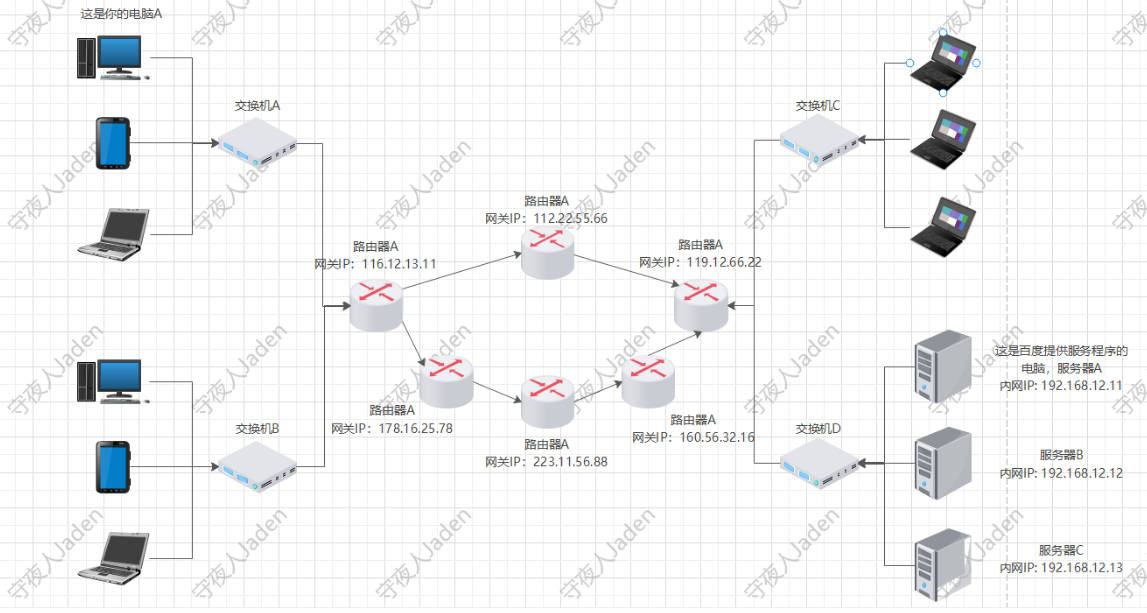 这是你的电脑A
交换机A
交换机C
路由器A
网关IP：112.22.55.66
路由器A
网关IP：116.12.13.11
路由器A
网关IP：119.12.66.22
这是百度提供服务程序的
电脑，服务器A
内网IP: 192.168.12.11
路由器A
网关IP：178.16.25.78
路由器A
网关IP：160.56.32.16
交换机B
交换机D
路由器A
网关IP：223.11.56.88
服务器B
内网IP: 192.168.12.12
服务器C
内网IP: 192.168.12.13
守夜人Jaden